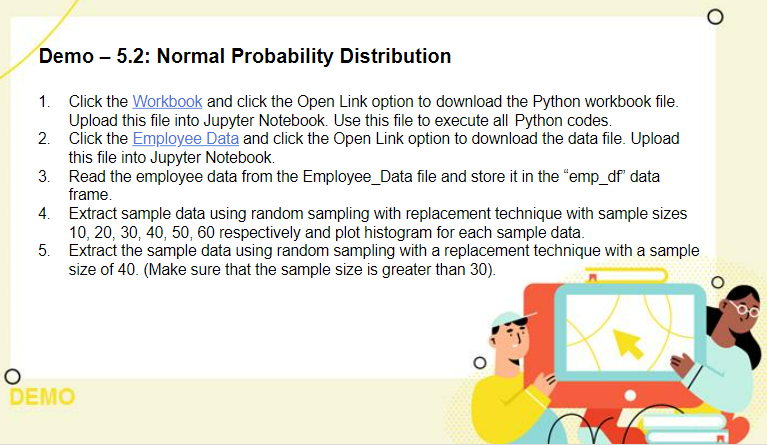 Demo – 5.2: Normal Probability Distribution
1. Click the Workbook and click the Open Link option to download the Python workbook file.
Upload this file into Jupyter Notebook. Use this file to execute all Python codes.
2. Click the Employee Data and click the Open Link option to download the data file. Upload
this file into Jupyter Notebook.
3. Read the employee data from the Employee_Data file and store it in the “emp_df” data
frame.
4. Extract sample data using random sampling with replacement technique with sample sizes
10, 20, 30, 40, 50, 60 respectively and plot histogram for each sample data.
5. Extract the sample data using random sampling with a replacement technique with a sample
size of 40. (Make sure that the sample size is greater than 30).
DEMO